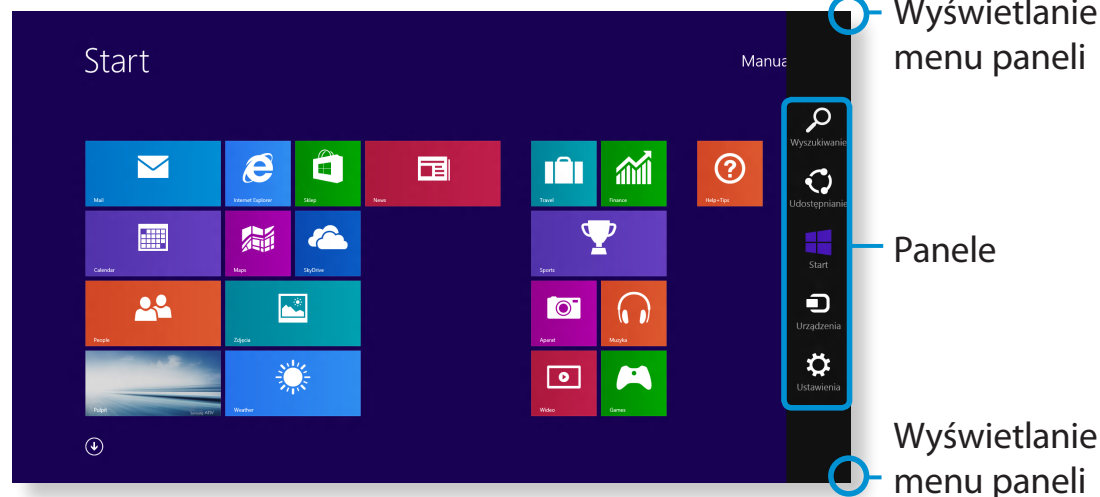 Wyświetlanie
menu paneli
Start
Manua
Wyszukiwanie
Mail
Internet Explorer
Sklep
News
Travel
Finance
Help+Tips
Udostępnianie
Panele
Calendar
Maps
SkyDrive
Sports
Start
People
Zdjęcia
Aparat
Muzyka
Urządzenia
Pulpit
Weather
Wideo
Games
Ustawienia
Wyświetlanie
menu paneli